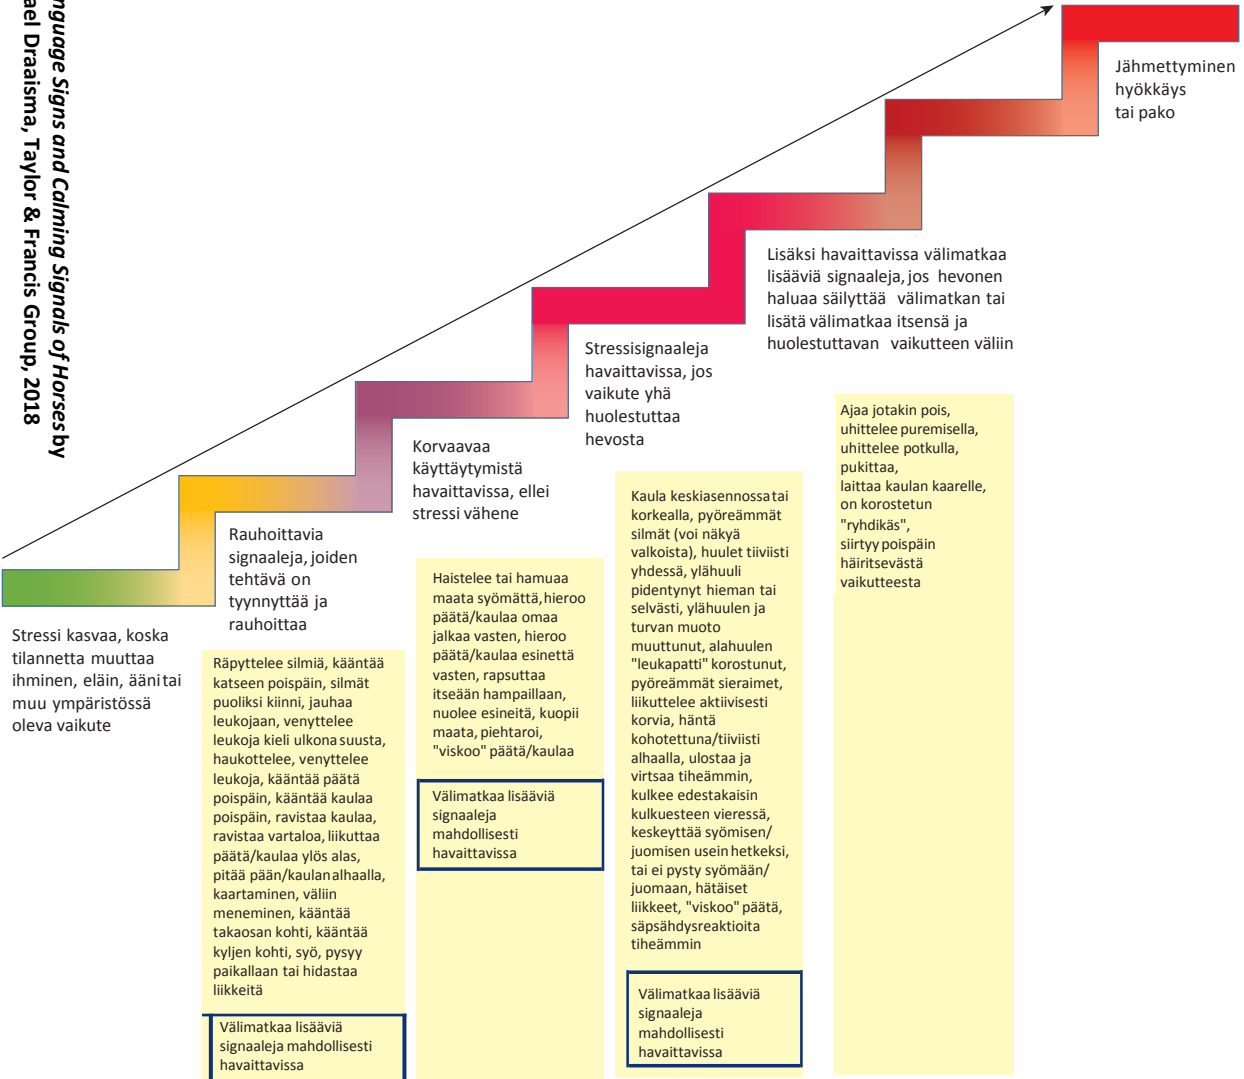 nguage Signs and Calming Signals of Horses by
ael Draaisma, Taylor & Francis Group, 2018
Stressi kasvaa, koska
tilannetta muuttaa
ihminen, eläin, ääni tai
muu ympäristössä
oleva vaikute
Rauhoittavia
signaaleja, joiden
tehtävä on
tyynnyttää ja
rauhoittaa
Räpyttelee silmiä, kääntää
katseen poispäin, silmät
puoliksi kiinni, jauhaa
leukojaan, venyttelee
leukoja kieli ulkona suusta,
haukottelee, venyttelee
leukoja, kääntää päätä
poispäin, kääntää kaulaa
poispäin, ravistaa kaulaa,
ravistaa vartaloa, liikuttaa
päätä/kaulaa ylös alas,
pitää pään/kaulan alhaalla,
kaartaminen, väliin
meneminen, kääntää
takaosan kohti, kääntää
kyljen kohti, syö, pysyy
paikallaan tai hidastaa
liikkeitä
Välimatkaa lisääviä
signaaleja mahdollisesti
havaittavissa
Korvaavaa
käyttäytymistä
havaittavissa, ellei
stressi vähene
Haistelee tai hamuaa
maata syömättä, hieroo
päätä/kaulaa omaa
jalkaa vasten, hieroo
päätä/kaulaa esinettä
vasten, rapsuttaa
itseään hampaillaan,
nuolee esineitä, kuopii
maata, piehtaroi,
"viskoo" päätä/kaulaa
Välimatkaa lisääviä
signaaleja
mahdollisesti
havaittavissa
Stressisignaaleja
havaittavissa, jos
vaikute yhä
huolestuttaa
hevosta
Kaula keskiasennossa tai
korkealla, pyöreämmät
silmät (voi näkyä
valkoista), huulet tiiviisti
yhdessä, ylähuuli
pidentynyt hieman tai
selvästi, ylähuulen ja
turvan muoto
muuttunut, alahuulen
"leukapatti" korostunut,
pyöreämmät sieraimet,
liikuttelee aktiivisesti
korvia, häntä
kohotettuna/tiiviisti
alhaalla, ulostaa ja
virtsaa tiheämmin,
kulkee edestakaisin
kulkuesteen vieressä,
keskeyttää syömisen/
juomisen usein hetkeksi,
tai ei pysty syömään/
juomaan, hätäiset
liikkeet, "viskoo" päätä,
säpsähdysreaktioita
tiheämmin
Välimatkaa lisääviä
signaaleja
mahdollisesti
havaittavissa
Lisäksi havaittavissa välimatkaa
lisääviä signaaleja, jos hevonen
haluaa säilyttää välimatkan tai
lisätä välimatkaa itsensä ja
huolestuttavan vaikutteen väliin
Ajaa jotakin pois,
uhittelee puremisella,
uhittelee potkulla,
pukittaa,
laittaa kaulan kaarelle,
on korostetun
"ryhdikäs",
siirtyy poispäin
häiritsevästä
vaikutteesta
Jähmettyminen
hyökkäys
tai pako